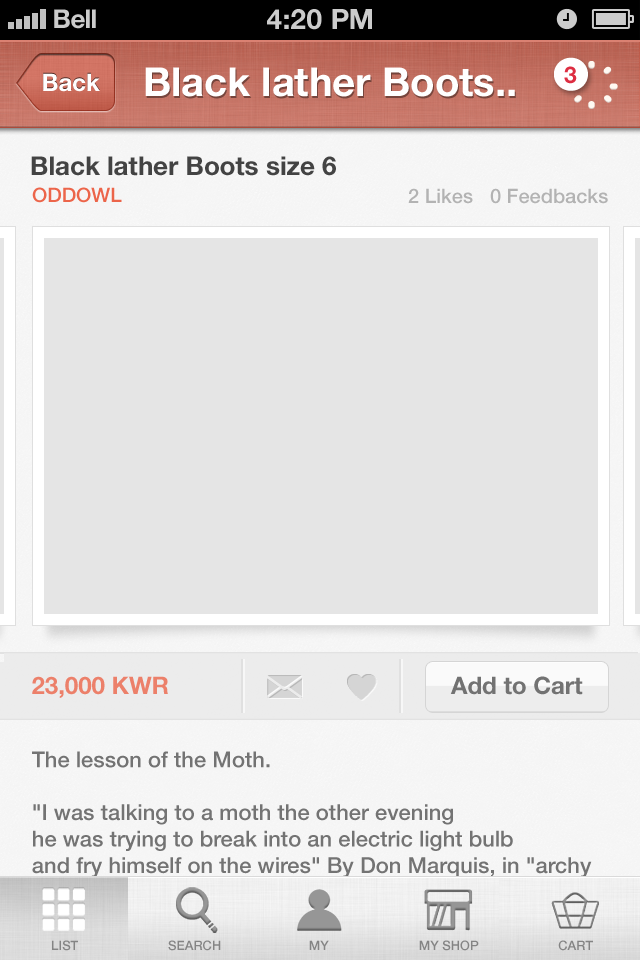 Bell 4:20 PM
Back Black lather Boots.. 3
Black lather Boots size 6
ODDOWL 2 Likes 0 Feedbacks
23,000 KWR Add to Cart
The lesson of the Moth.
"I was talking to a moth the other evening
he was trying to break into an electric light bulb
and fry himself on the wires" By Don Marquis, in "archy
LIST SEARCH MY MY SHOP CART